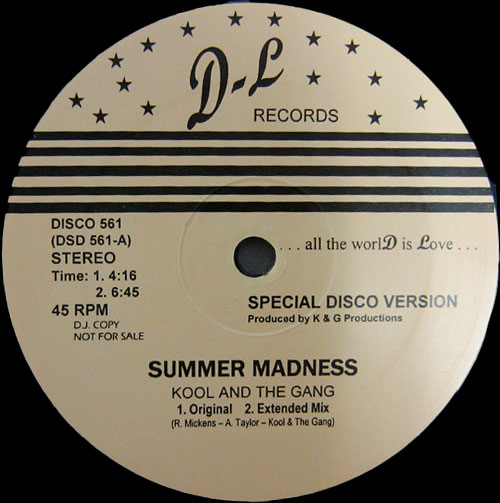 D-L
RECORDS
DISCO 561
(DSD 561-A)
STEREO
Time: 1. 4:16
2. 6:45
45 RPM
D.J. COPY
NOT FOR SALE
. . . all the worlD is Love . . .
SPECIAL DISCO VERSION
Produced by K & G Productions
SUMMER MADNESS
KOOL AND THE GANG
1. Original 2. Extended Mix
(R. Mickens – A. Taylor – Kool & The Gang)